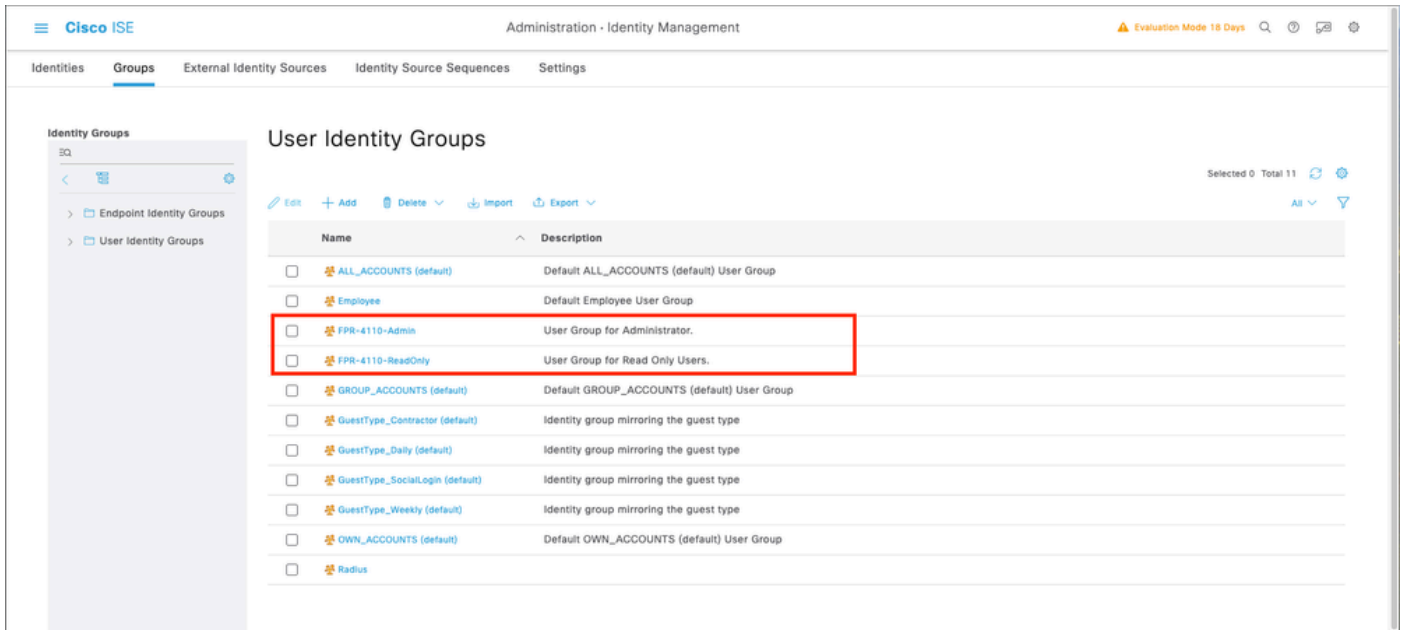 Cisco ISE
Administration · Identity Management
Evaluation Mode 18 Days
Identities Groups External Identity Sources Identity Source Sequences Settings
Identity Groups
Endpoint Identity Groups
User Identity Groups
User Identity Groups
Selected 0 Total 11
Edit Add Delete Import Export All
Name Description
ALL_ACCOUNTS (default) Default ALL_ACCOUNTS (default) User Group
Employee Default Employee User Group
FPR-4110-Admin User Group for Administrator.
FPR-4110-ReadOnly User Group for Read Only Users.
GROUP_ACCOUNTS (default) Default GROUP_ACCOUNTS (default) User Group
GuestType_Contractor (default) Identity group mirroring the guest type
GuestType_Daily (default) Identity group mirroring the guest type
GuestType_SocialLogin (default) Identity group mirroring the guest type
GuestType_Weekly (default) Identity group mirroring the guest type
OWN_ACCOUNTS (default) Default OWN_ACCOUNTS (default) User Group
Radius